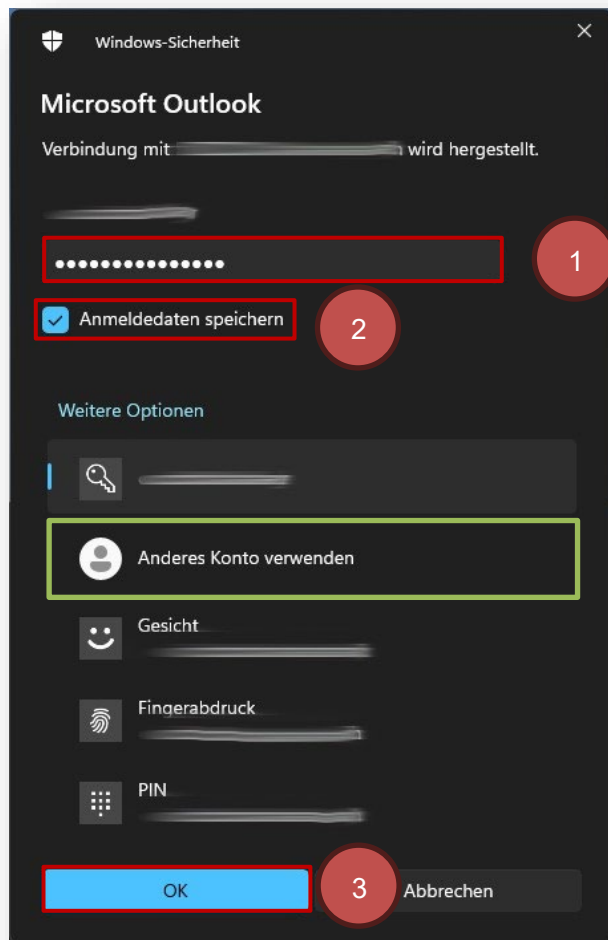 Windows-Sicherheit
Microsoft Outlook
Verbindung mit wird hergestellt.
1
Anmeldedaten speichern
2
Weitere Optionen
Anderes Konto verwenden
Gesicht
Fingerabdruck
PIN
OK
3
Abbrechen